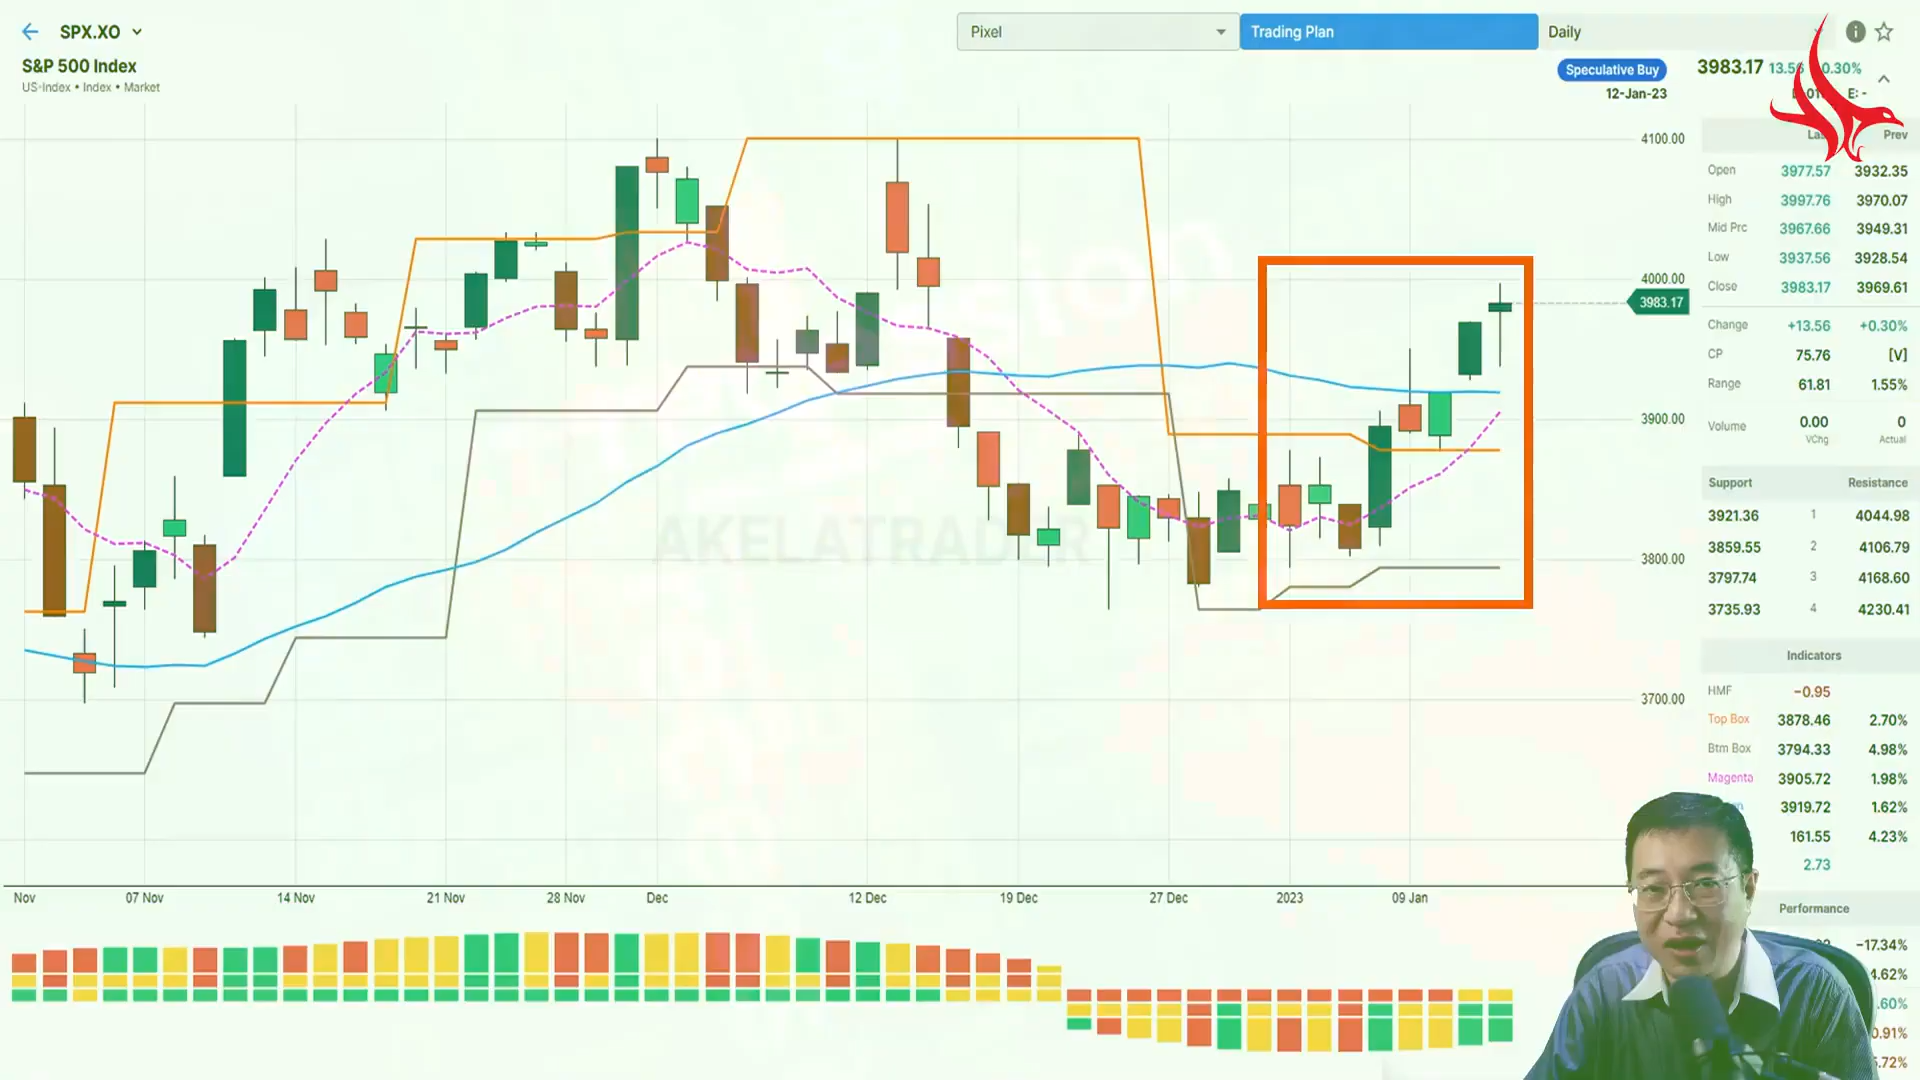 SPX.XO
Pixel
Trading Plan
Daily
S&P 500 Index
US-Index • Index • Market
Speculative Buy
3983.17
0.30%
12-Jan-23
E: -
4100.00
4000.00
3983.17
3900.00
3800.00
3700.00
AKELATRADER
Prev
Open 3977.57 3932.35
High 3997.76 3970.07
Mid Prc 3967.66 3949.31
Low 3937.56 3928.54
Close 3983.17 3969.61
Change +13.56 +0.30%
CP 75.76 [V]
Range 61.81 1.55%
Volume 0.00 0
VChg Actual
Support Resistance
3921.36 1 4044.98
3859.55 2 4106.79
3797.74 3 4168.60
3735.93 4 4230.41
Indicators
HMF −0.95
Top Box 3878.46 2.70%
Btm Box 3794.33 4.98%
Magenta 3905.72 1.98%
3919.72 1.62%
161.55 4.23%
2.73
Performance
−17.34%
Nov 07 Nov 14 Nov 21 Nov 28 Nov Dec 12 Dec 19 Dec 27 Dec 2023 09 Jan